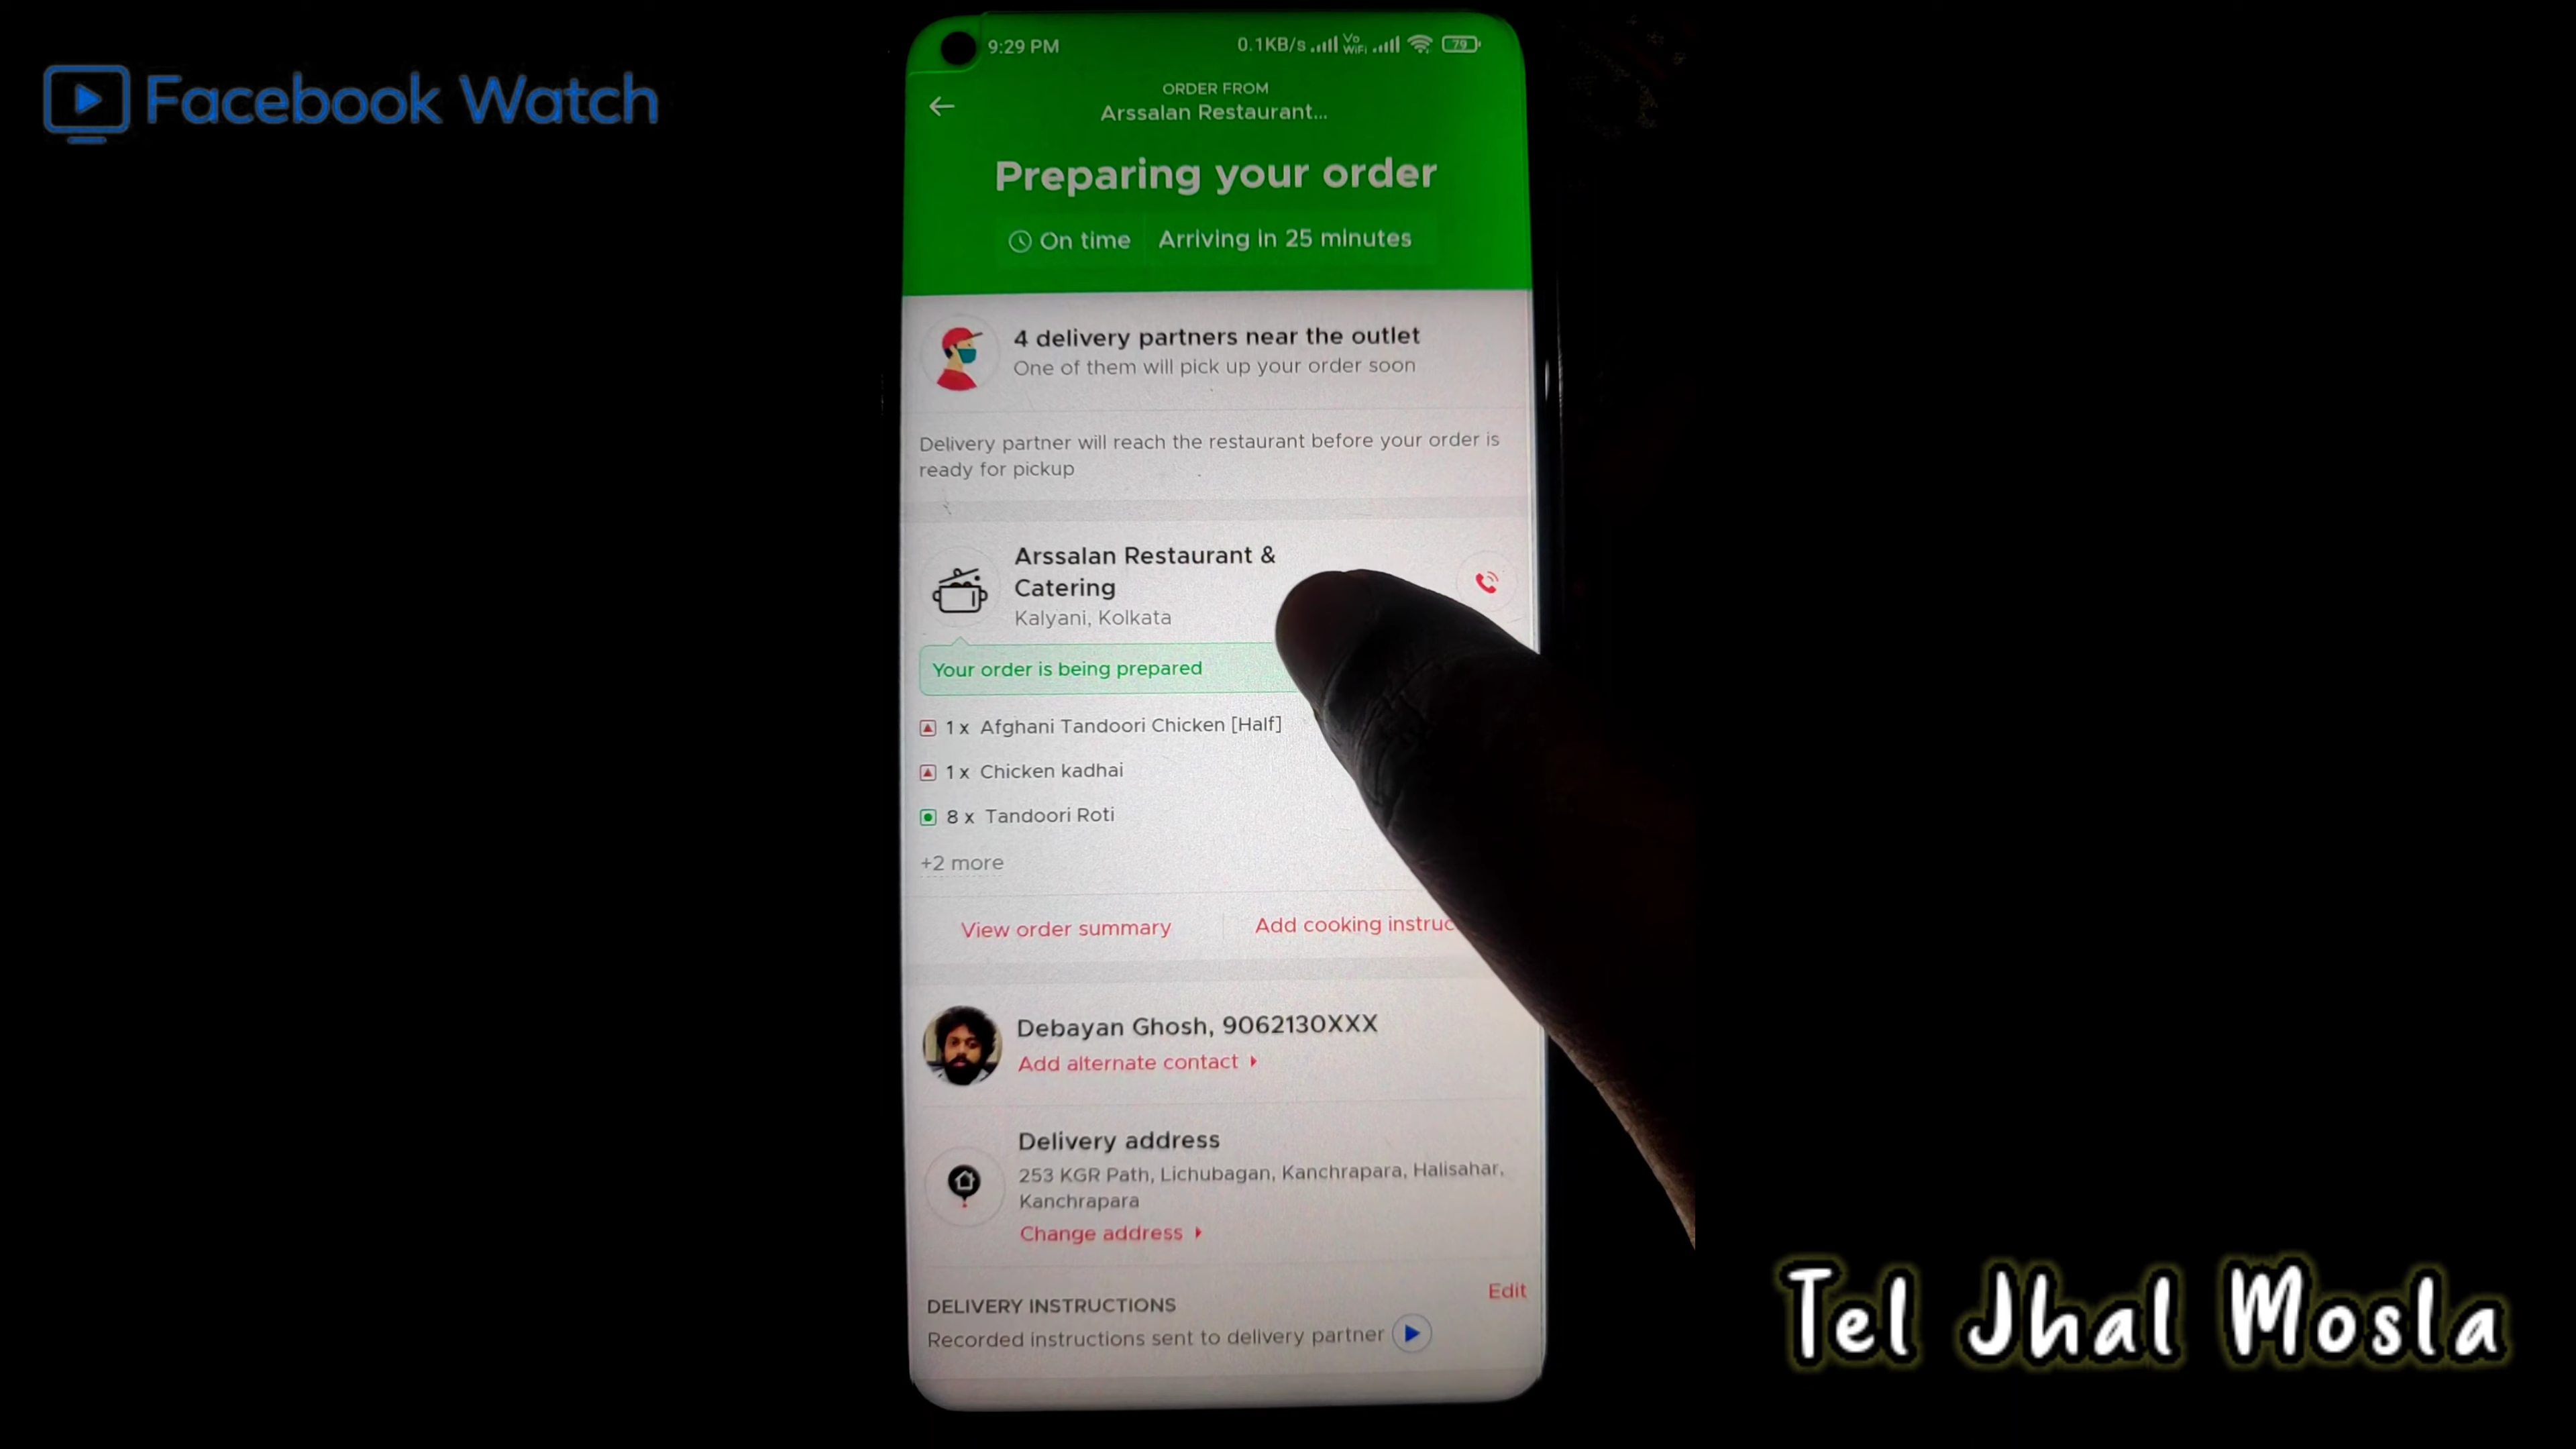 Facebook Watch
9:29 PM
0.1KB/s
Vo
WiFi
79
ORDER FROM
Arssalan Restaurant...
Preparing your order
On time
Arriving in 25 minutes
4 delivery partners near the outlet
One of them will pick up your order soon
Delivery partner will reach the restaurant before your order is
ready for pickup
Arssalan Restaurant &
Catering
Kalyani, Kolkata
Your order is being prepared
1 x Afghani Tandoori Chicken [Half]
1 x Chicken kadhai
8 x Tandoori Roti
+2 more
View order summary
Add cooking instruc
Debayan Ghosh, 9062130XXX
Add alternate contact
Delivery address
253 KGR Path, Lichubagan, Kanchrapara, Halisahar,
Kanchrapara
Change address
DELIVERY INSTRUCTIONS
Edit
Recorded instructions sent to delivery partner
Tel Jhal Mosla